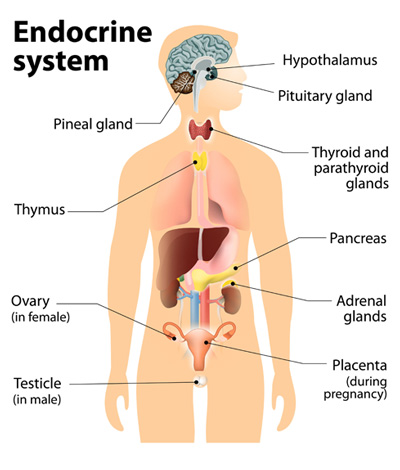 Endocrine
system
Hypothalamus
Pituitary gland
Pineal gland
Thyroid and
parathyroid
glands
Thymus
Pancreas
Ovary
(in female)
Adrenal
glands
Placenta
(during
pregnancy)
Testicle
(in male)